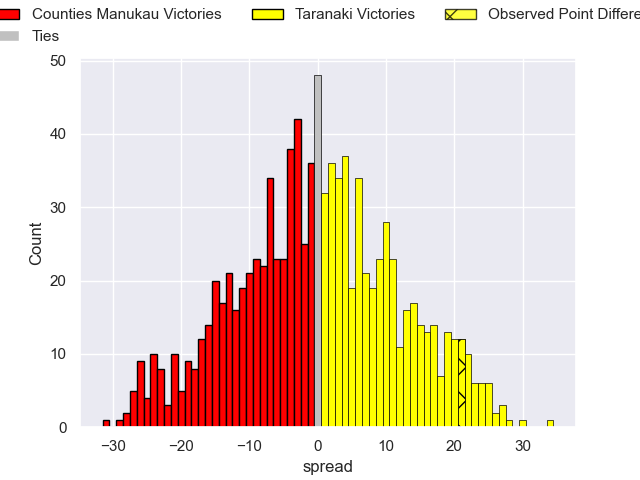 Counties Manukau Victories
Taranaki Victories
Observed Point Differe
Ties
50
40
30
20
10
0
Count
−30
−20
−10
0
10
20
30
spread